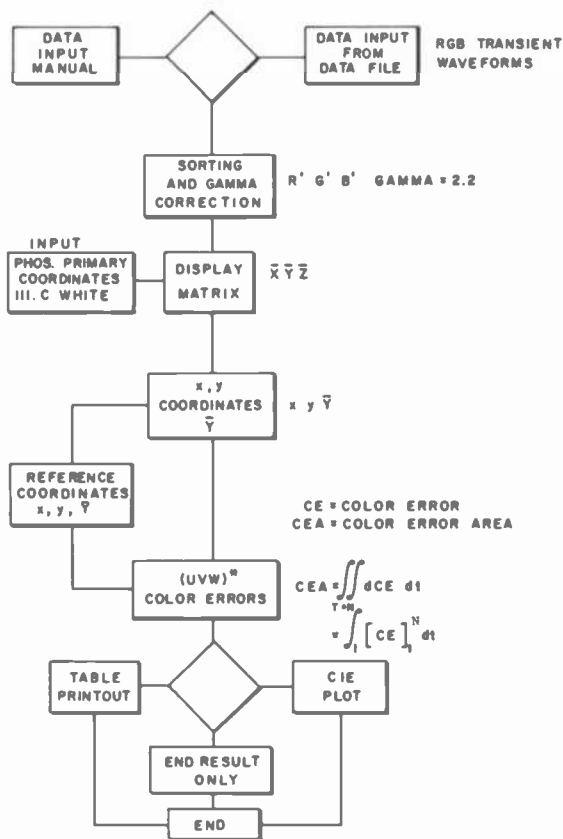 DATA
INPUT
MANUAL
DATA INPUT
FROM
DATA FILE
RGB TRANSIENT
WAVEFORMS
SORTING
AND GAMMA
CORRECTION
R' G' B' GAMMA = 2.2
INPUT
PHOS. PRIMARY
COORDINATES
III. C WHITE
DISPLAY
MATRIX
X̄ Ȳ Z̄
x, y
COORDINATES
Ȳ
x y Ȳ
REFERENCE
COORDINATES
x, y, Ȳ
CE = COLOR ERROR
CEA = COLOR ERROR AREA
(UVW)*
COLOR ERRORS
CEA = ∬ dCE dt
T N
= ∫₁ [CE]₁ᴺ dt
TABLE
PRINTOUT
CIE
PLOT
END RESULT
ONLY
END